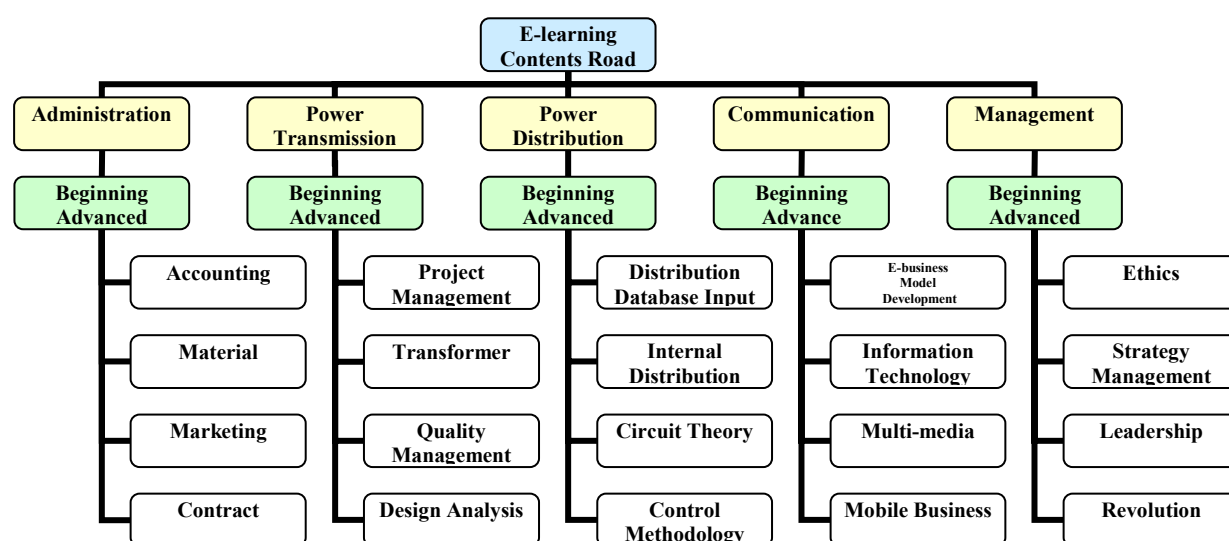 E-learning
Contents Road
Administration
Power
Transmission
Power
Distribution
Communication
Management
Beginning
Advanced
Beginning
Advanced
Beginning
Advanced
Beginning
Advance
Beginning
Advanced
Accounting
Project
Management
Distribution
Database Input
E-business
Model
Development
Ethics
Material
Transformer
Internal
Distribution
Information
Technology
Strategy
Management
Marketing
Quality
Management
Circuit Theory
Multi-media
Leadership
Contract
Design Analysis
Control
Methodology
Mobile Business
Revolution